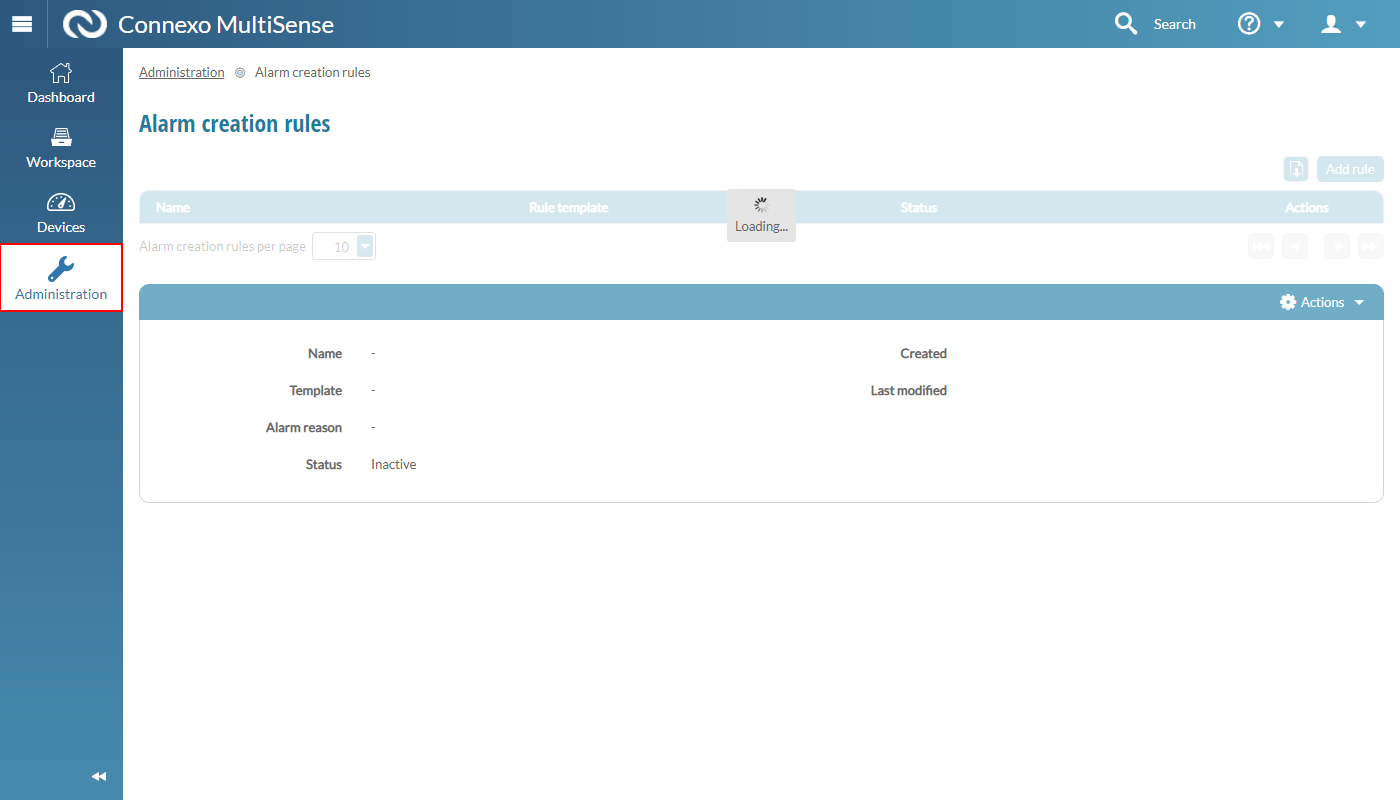 Connexo MultiSense
Search
Dashboard
Workspace
Devices
Administration
Administration Alarm creation rules
Alarm creation rules
Add rule
Name Rule template Status Actions
Loading...
Alarm creation rules per page 10
Actions
Name - Created
Template - Last modified
Alarm reason -
Status Inactive